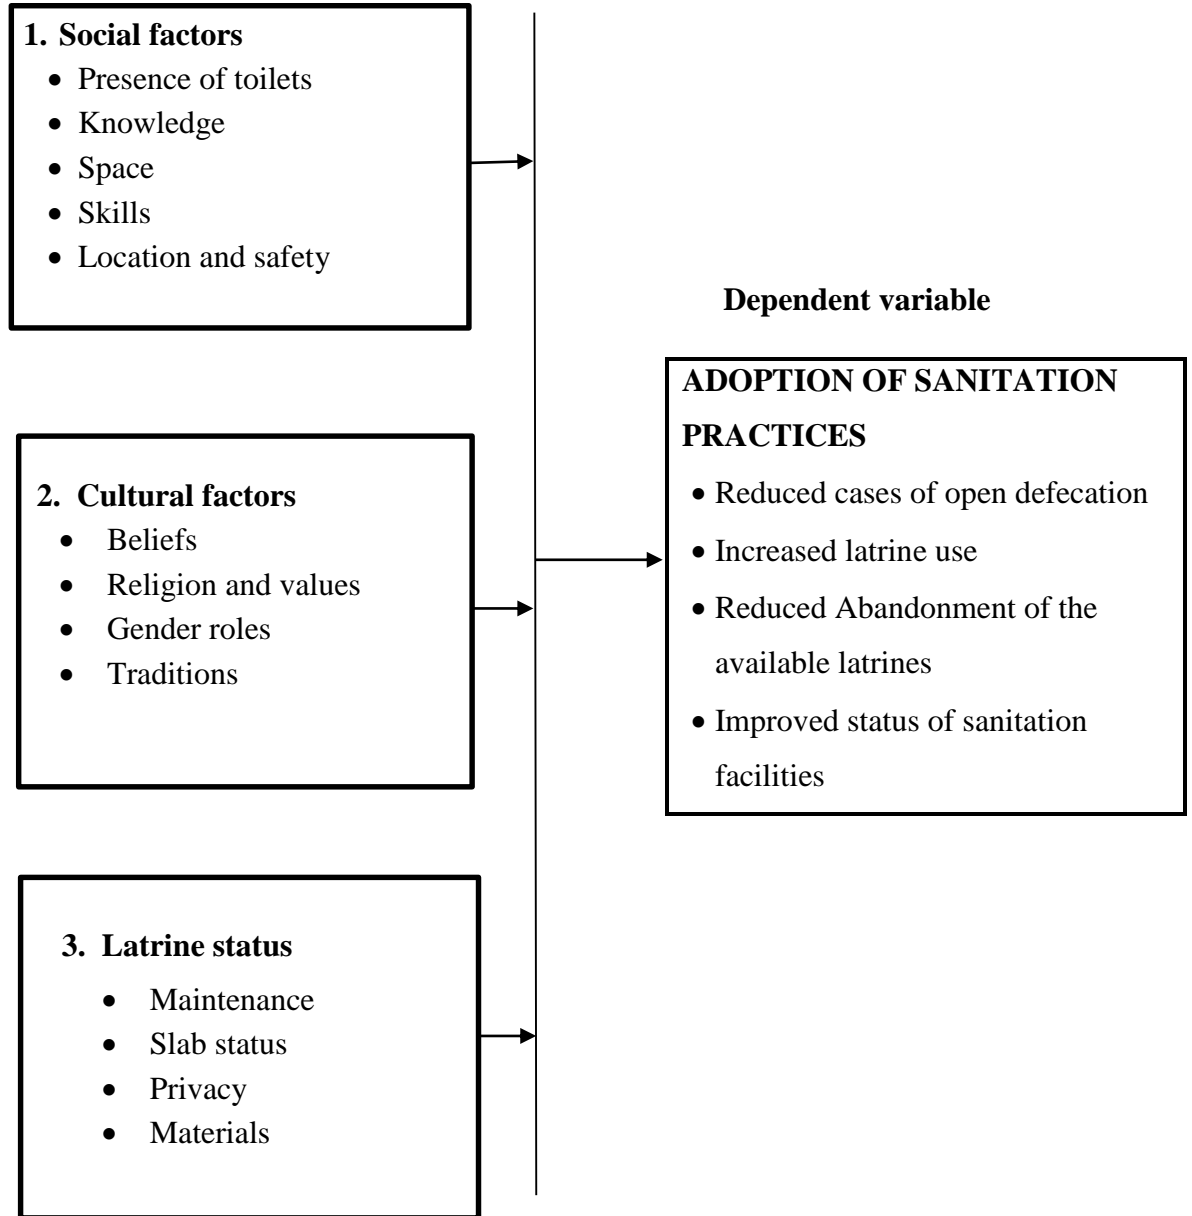 1. Social factors
• Presence of toilets
• Knowledge
• Space
• Skills
• Location and safety
2. Cultural factors
• Beliefs
• Religion and values
• Gender roles
• Traditions
3. Latrine status
• Maintenance
• Slab status
• Privacy
• Materials
Dependent variable
ADOPTION OF SANITATION
PRACTICES
• Reduced cases of open defecation
• Increased latrine use
• Reduced Abandonment of the
available latrines
• Improved status of sanitation
facilities